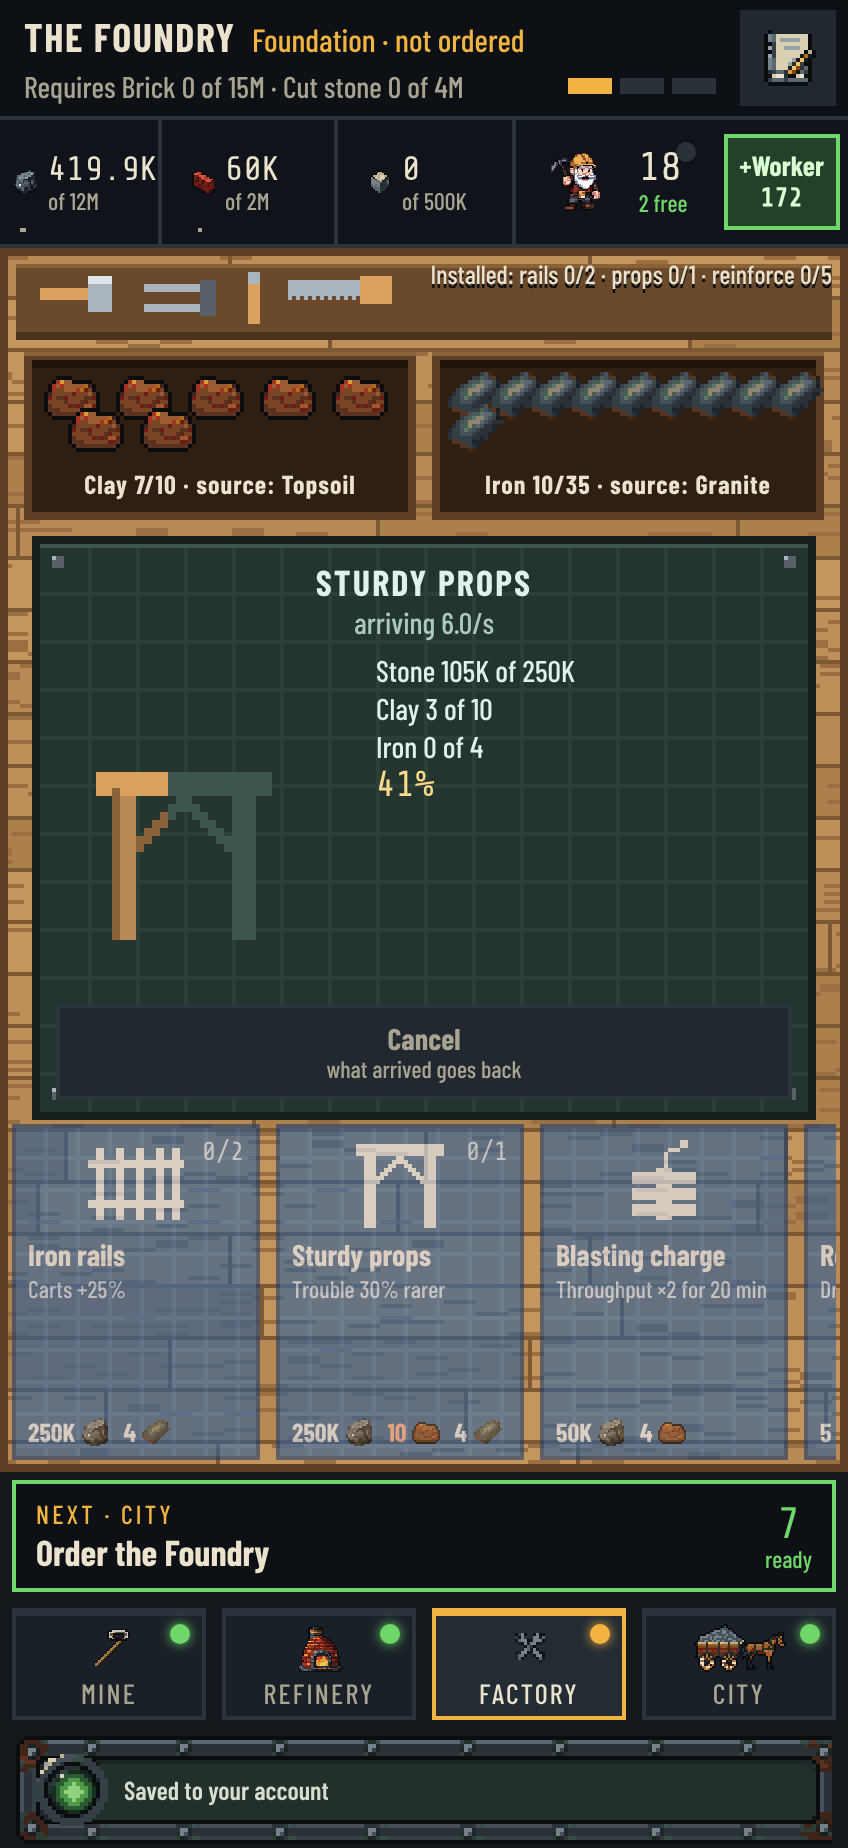 THE FOUNDRY Foundation · not ordered
Requires Brick 0 of 15M · Cut stone 0 of 4M
419.9K
of 12M
60K
of 2M
0
of 500K
18
2 free
+Worker
172
Installed: rails 0/2 · props 0/1 · reinforce 0/5
Clay 7/10 · source: Topsoil
Iron 10/35 · source: Granite
STURDY PROPS
arriving 6.0/s
Stone 105K of 250K
Clay 3 of 10
Iron 0 of 4
41%
Cancel
what arrived goes back
0/2
Iron rails
Carts +25%
250K 4
0/1
Sturdy props
Trouble 30% rarer
250K 10 4
Blasting charge
Throughput ×2 for 20 min
50K 4
5
NEXT · CITY
Order the Foundry
7
ready
MINE
REFINERY
FACTORY
CITY
Saved to your account